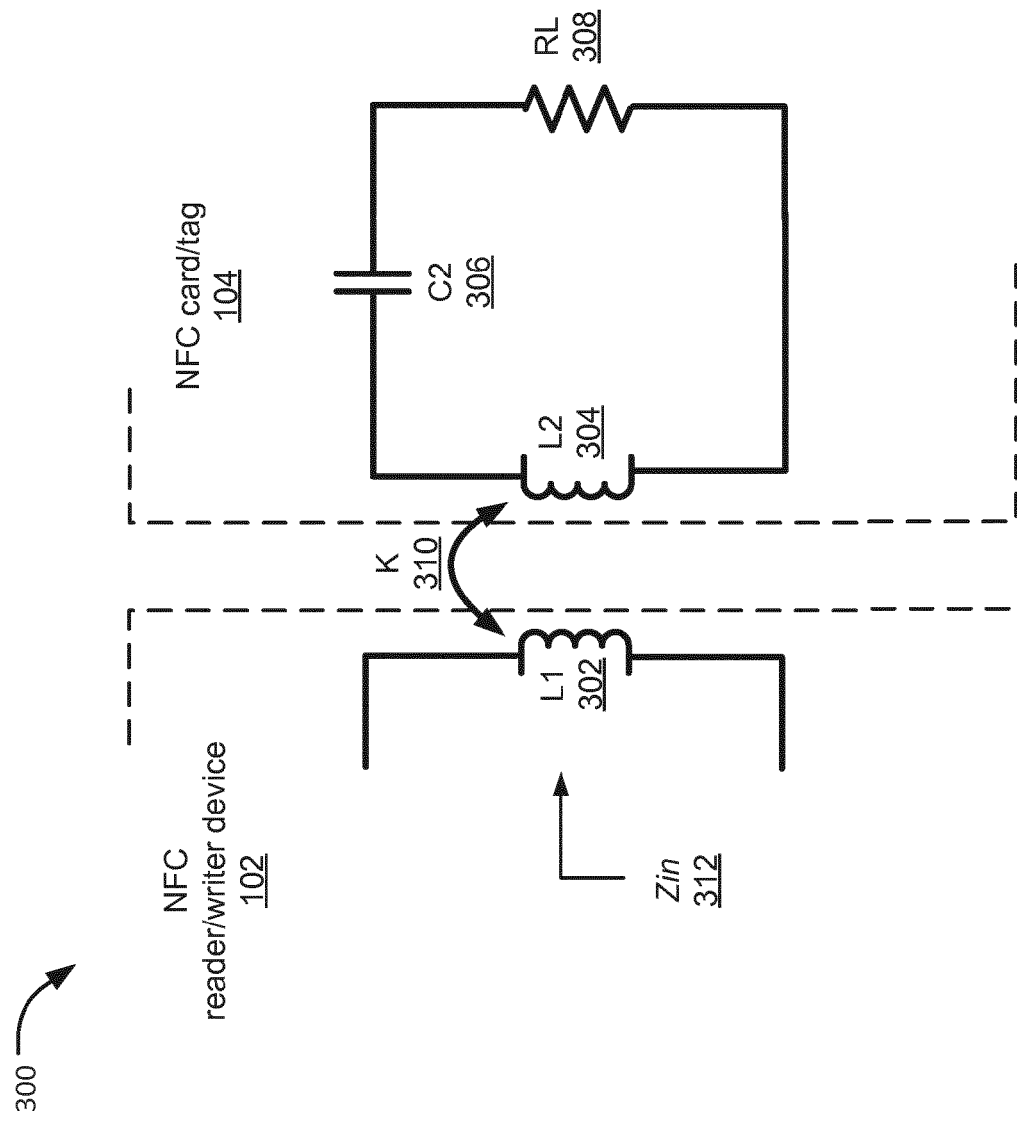 300
NFC
reader/writer device
102
NFC card/tag
104
K
310
L1
302
L2
304
C2
306
RL
308
Zin
312